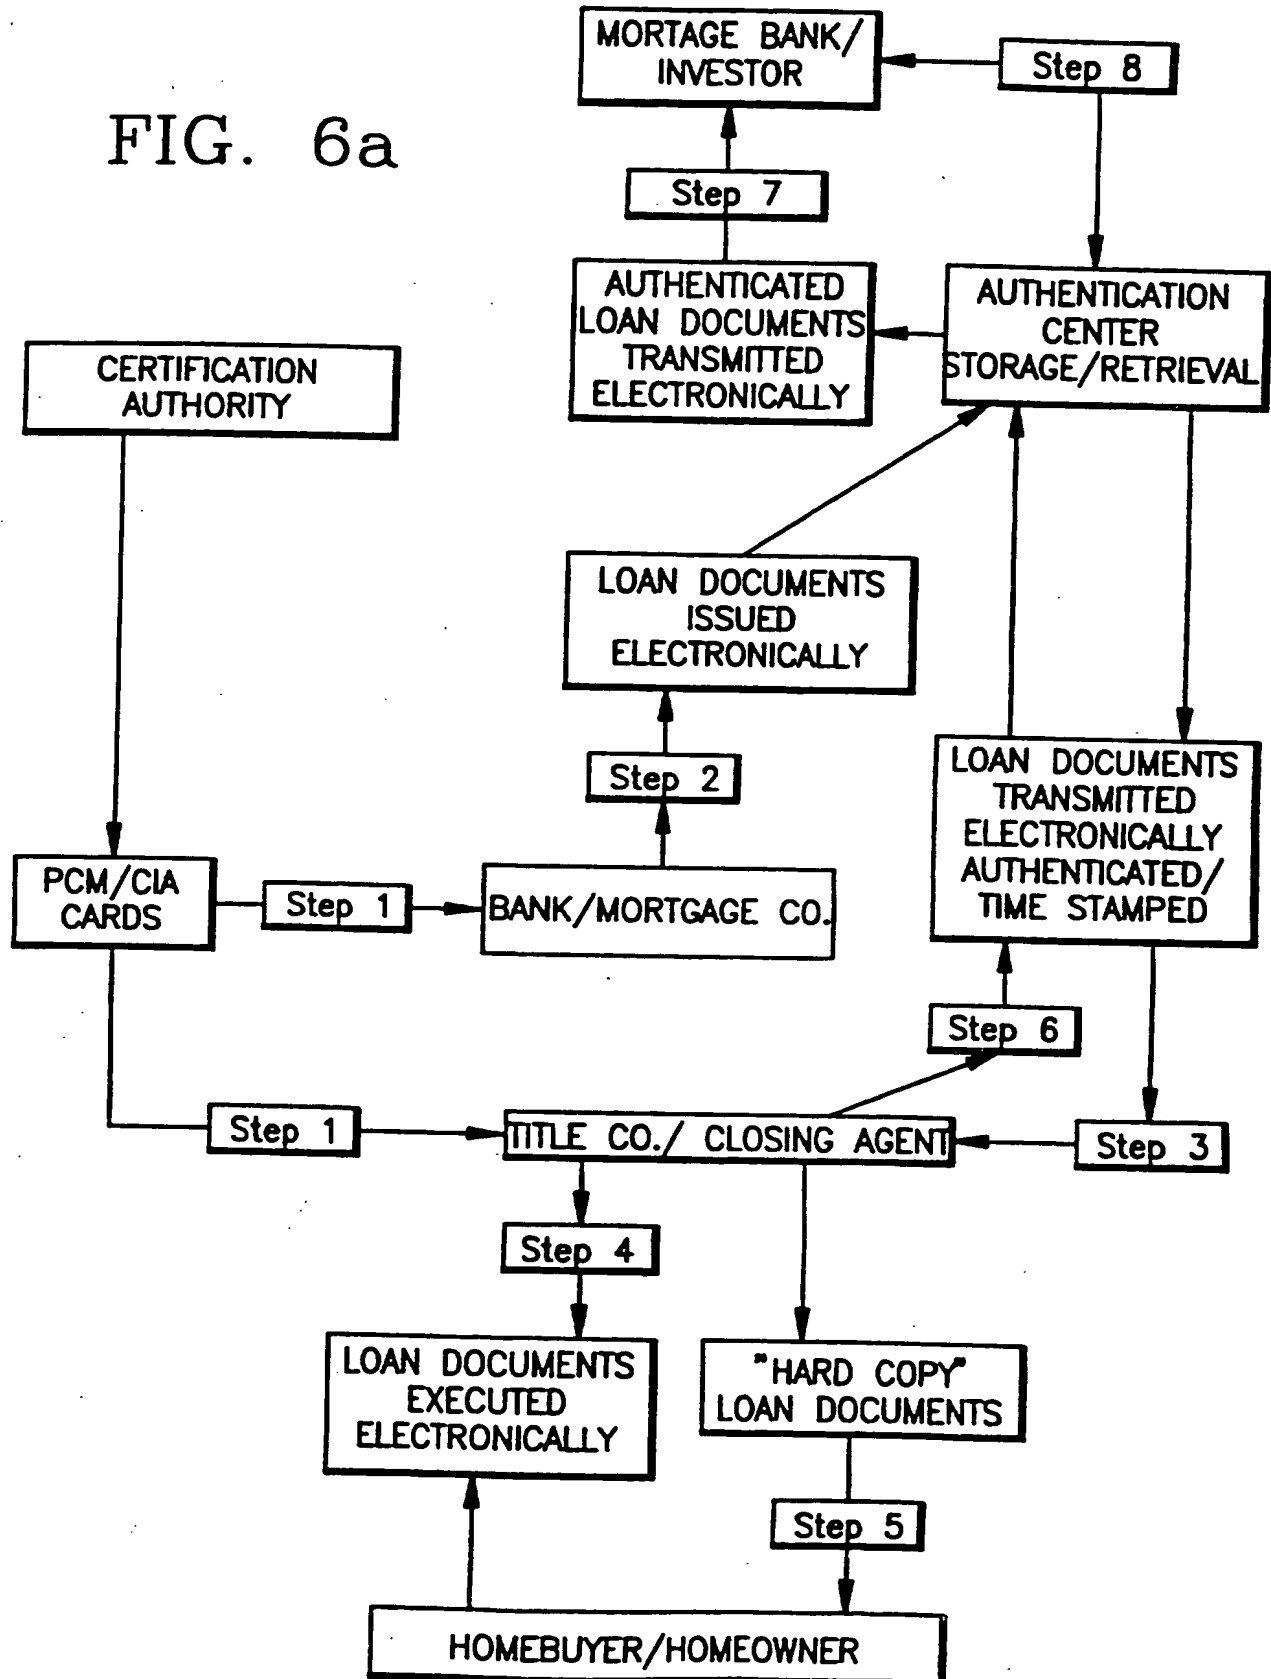 MORTAGE BANK/
INVESTOR
Step 8
FIG. 6a
Step 7
AUTHENTICATED
LOAN DOCUMENTS
TRANSMITTED
ELECTRONICALLY
AUTHENTICATION
CENTER
STORAGE/RETRIEVAL
CERTIFICATION
AUTHORITY
LOAN DOCUMENTS
ISSUED
ELECTRONICALLY
Step 2
LOAN DOCUMENTS
TRANSMITTED
ELECTRONICALLY
AUTHENTICATED/
TIME STAMPED
PCM/CIA
CARDS
Step 1
BANK/MORTGAGE CO.
Step 6
Step 1
TITLE CO./ CLOSING AGENT
Step 3
Step 4
LOAN DOCUMENTS
EXECUTED
ELECTRONICALLY
"HARD COPY"
LOAN DOCUMENTS
Step 5
HOMEBUYER/HOMEOWNER